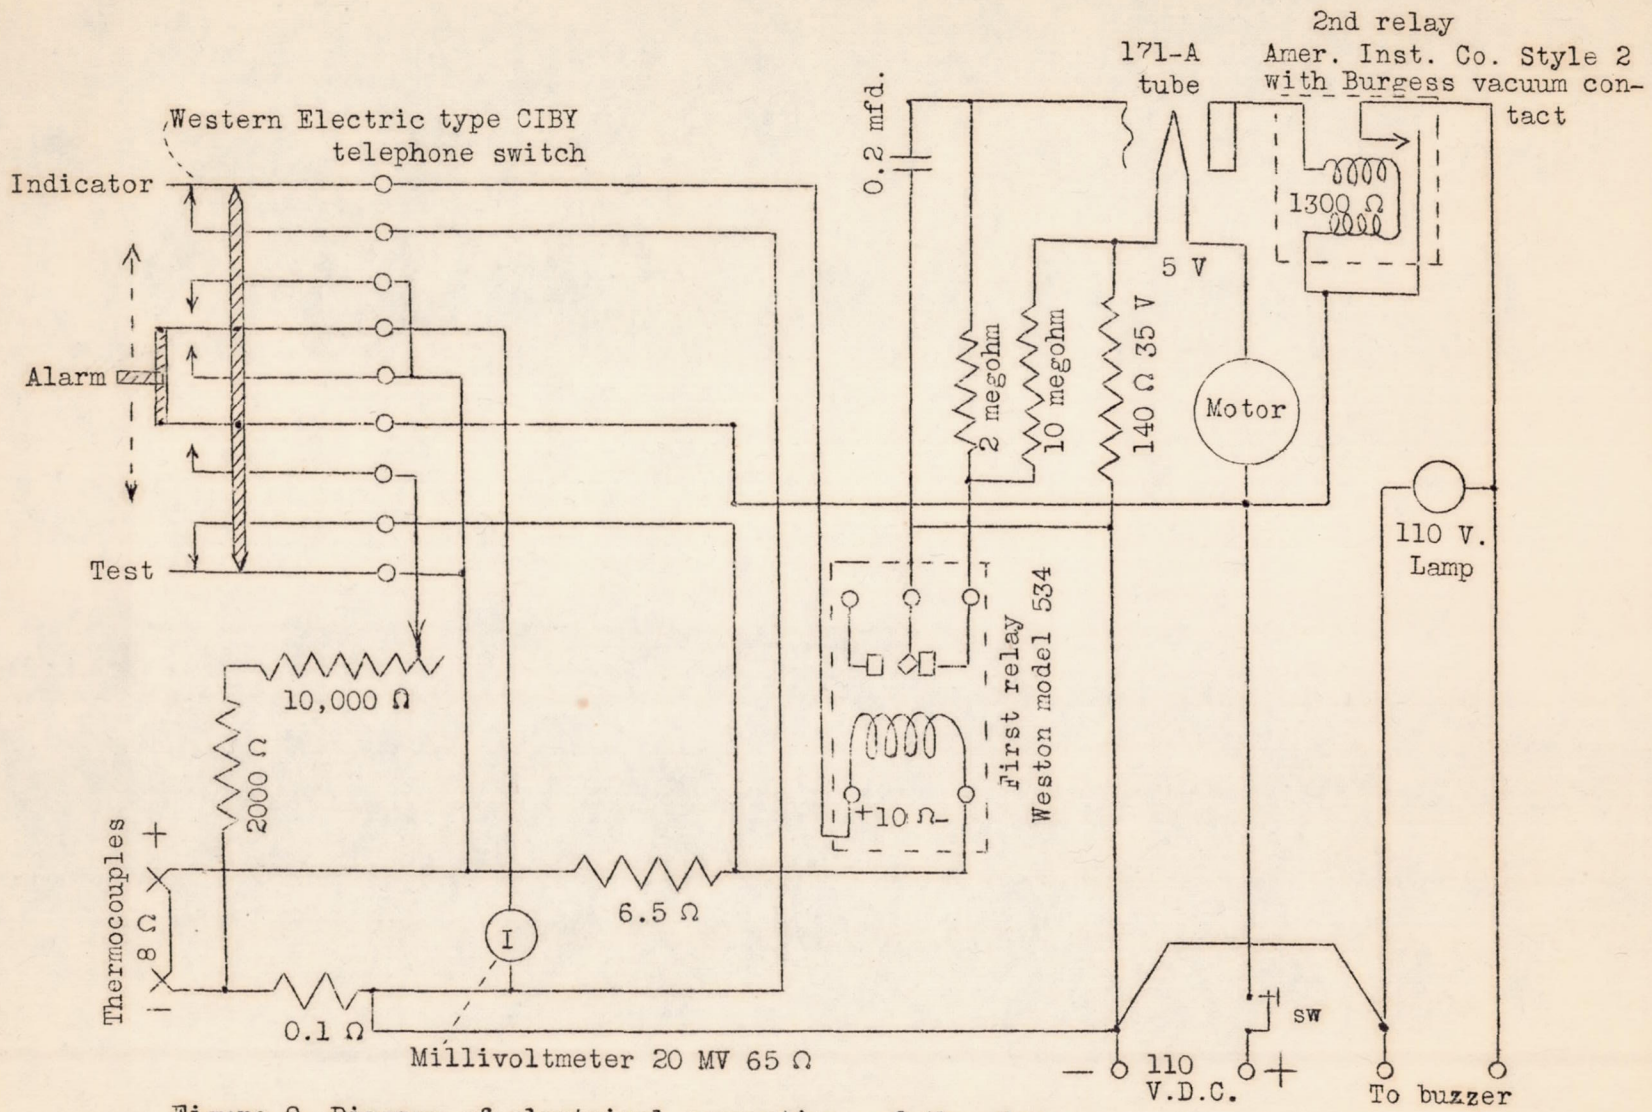 2nd relay
171-A
tube
Amer. Inst. Co. Style 2
with Burgess vacuum con-
tact
Western Electric type CIBY
telephone switch
Indicator
0.2 mfd.
1300 Ω
5 V
2 megohm
10 megohm
140 Ω 35 V
Motor
Alarm
110 V.
Lamp
Test
First relay
Weston model 534
10,000 Ω
2000 Ω
+10 Ω-
Thermocouples
+
8 Ω
-
6.5 Ω
I
0.1 Ω
SW
Millivoltmeter 20 MV 65 Ω
- 110 +
V.D.C.
To buzzer